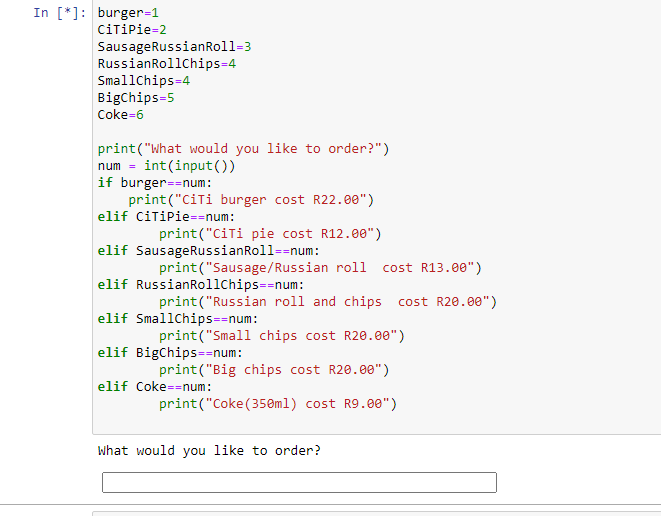 In [*]: burger=1
CiTiPie=2
SausageRussianRoll=3
RussianRollChips=4
SmallChips=4
BigChips=5
Coke=6

print("What would you like to order?")
num = int(input())
if burger==num:
    print("CiTi burger cost R22.00")
elif CiTiPie==num:
        print("CiTi pie cost R12.00")
elif SausageRussianRoll==num:
        print("Sausage/Russian roll  cost R13.00")
elif RussianRollChips==num:
        print("Russian roll and chips  cost R20.00")
elif SmallChips==num:
        print("Small chips cost R20.00")
elif BigChips==num:
        print("Big chips cost R20.00")
elif Coke==num:
        print("Coke(350ml) cost R9.00")

What would you like to order?